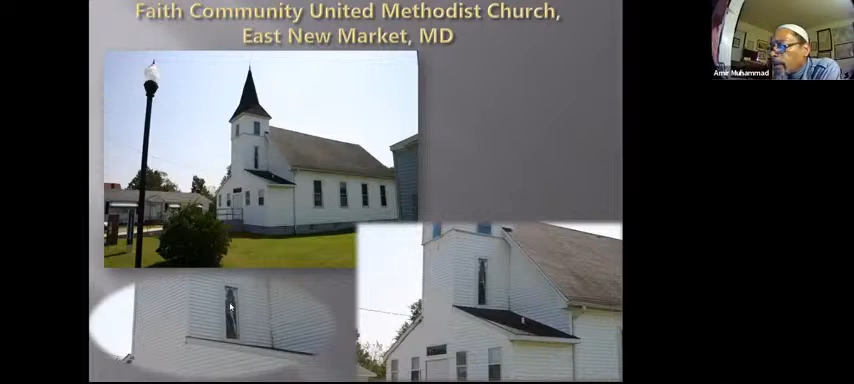 Faith Community United Methodist Church,
East New Market, MD
Amir Muhammad